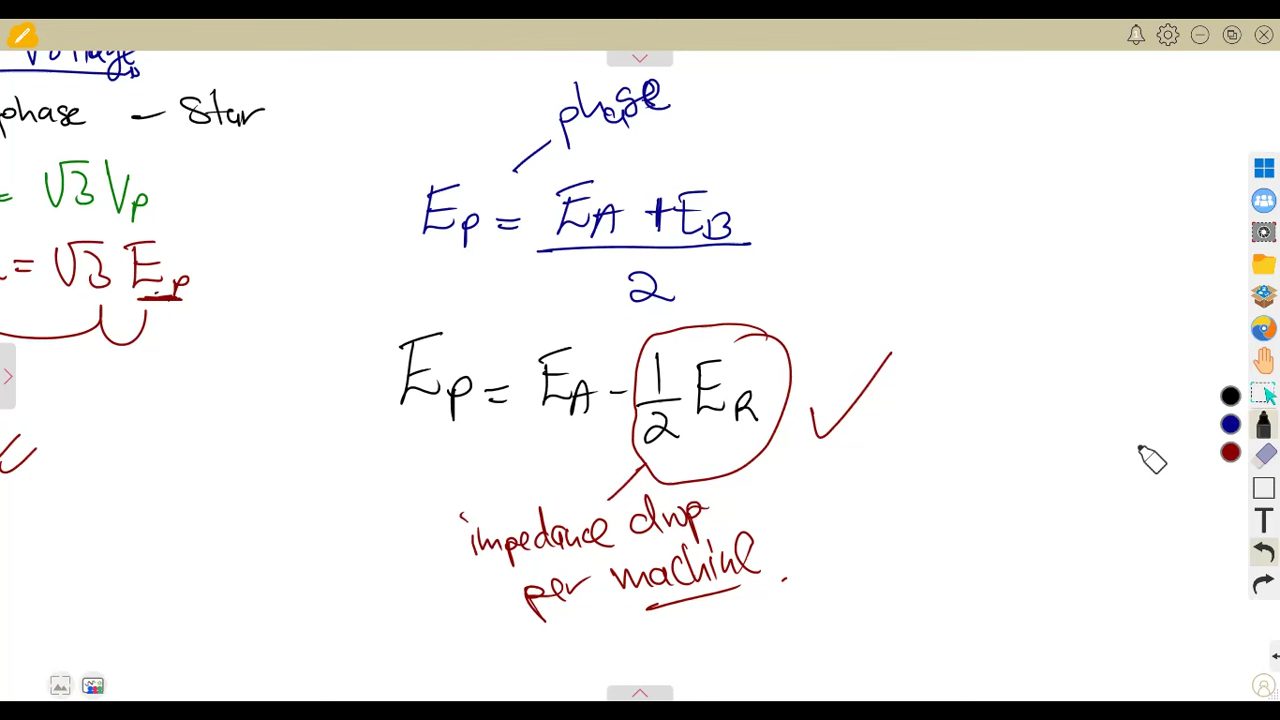 Voltage
phase - Star
= √3 Vp
= √3 Ep
phase
Ep = EA + EB
2
Ep = EA - 1/2 ER
impedance drop
per machine.
T